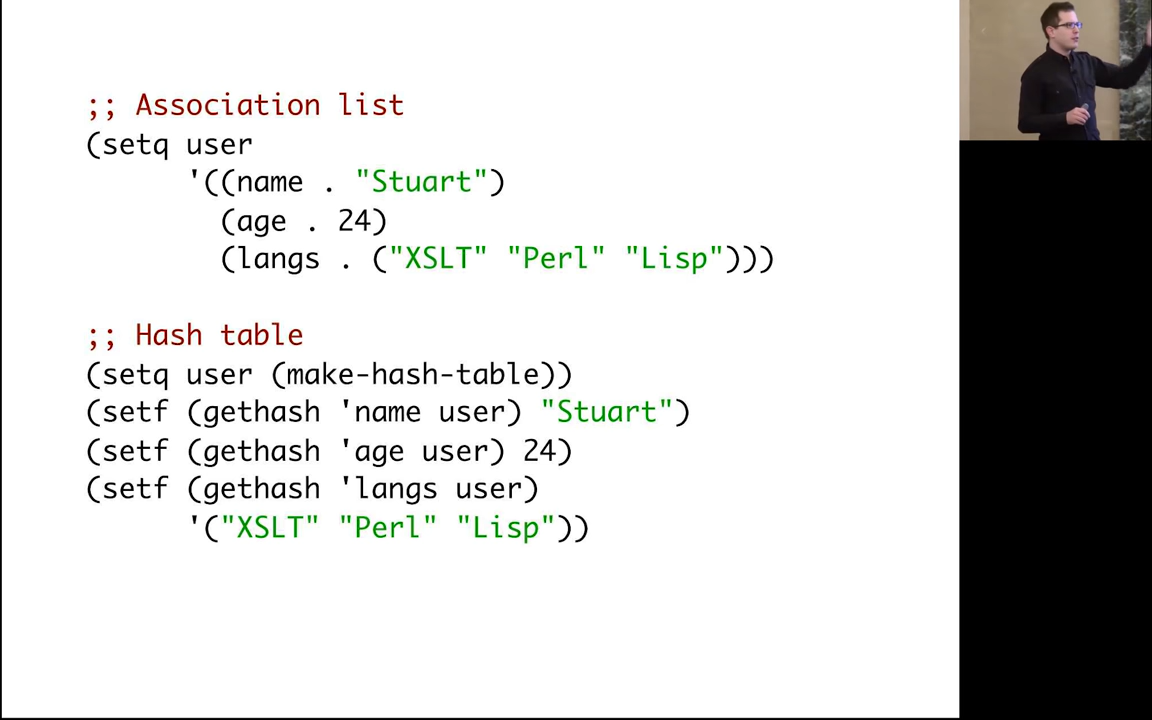 ;; Association list
(setq user
'((name . "Stuart")
(age . 24)
(langs . ("XSLT" "Perl" "Lisp")))
;; Hash table
(setq user (make-hash-table))
(setf (gethash 'name user) "Stuart")
(setf (gethash 'age user) 24)
(setf (gethash 'langs user)
'("XSLT" "Perl" "Lisp"))